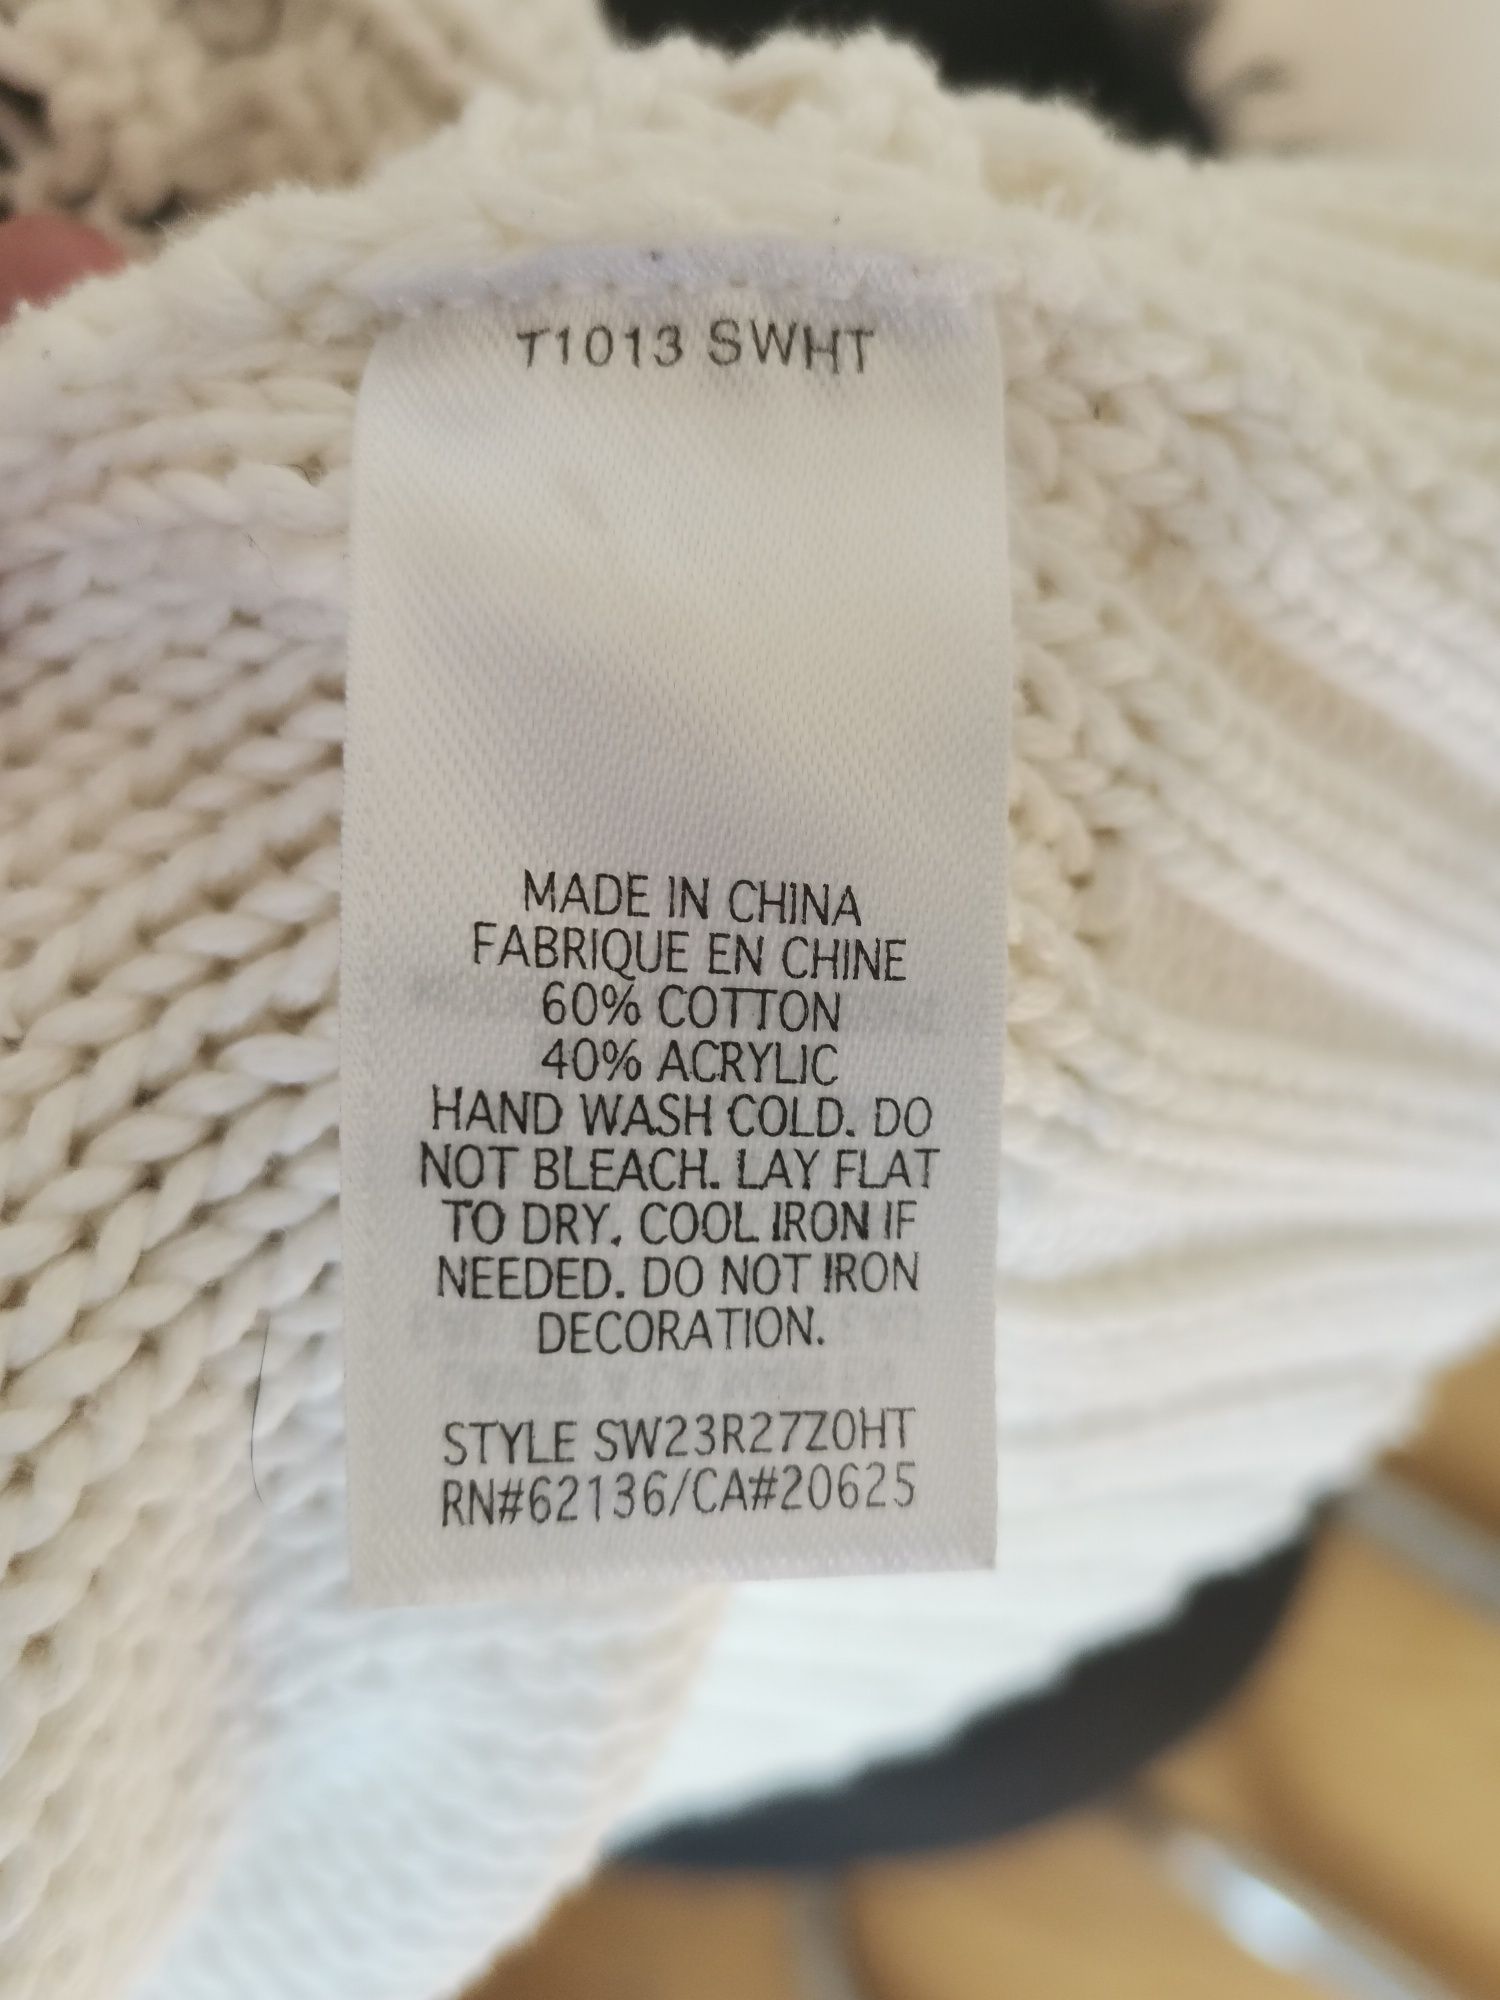 T1013 SWHT
MADE IN CHINA
FABRIQUE EN CHINE
60% COTTON
40% ACRYLIC
HAND WASH COLD. DO
NOT BLEACH. LAY FLAT
TO DRY. COOL IRON IF
NEEDED. DO NOT IRON
DECORATION.
STYLE SW23R27Z0HT
RN#62136/CA#20625